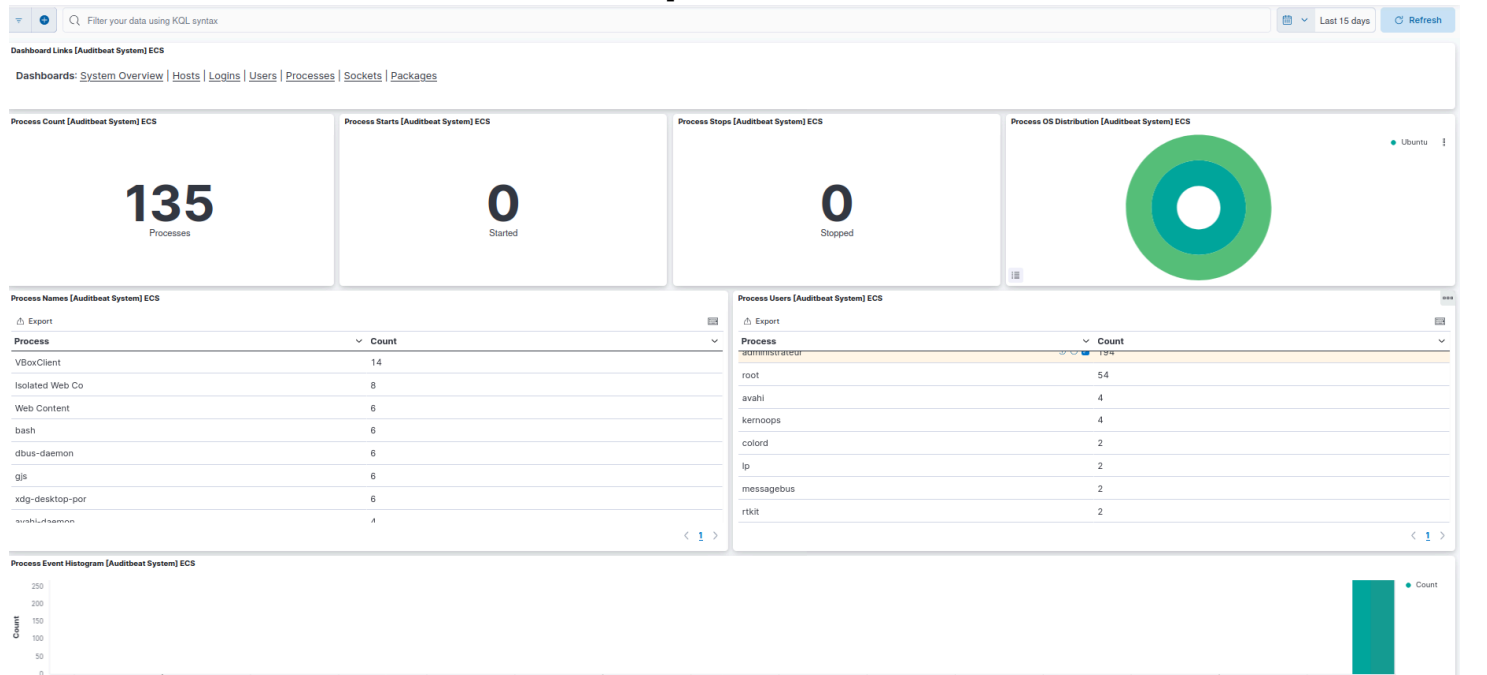 Filter your data using KQL syntax Last 15 days Refresh
Dashboard Links [Auditbeat System] ECS
Dashboards: System Overview | Hosts | Logins | Users | Processes | Sockets | Packages
Process Count [Auditbeat System] ECS
135
Processes
Process Starts [Auditbeat System] ECS
0
Started
Process Stops [Auditbeat System] ECS
0
Stopped
Process OS Distribution [Auditbeat System] ECS
Ubuntu
Process Names [Auditbeat System] ECS
Export
Process Count
VBoxClient 14
Isolated Web Co 8
Web Content 6
bash 6
dbus-daemon 6
gjs 6
xdg-desktop-por 6
avahi-daemon 4
1
Process Users [Auditbeat System] ECS
Export
Process Count
administrateur 194
root 54
avahi 4
kernoops 4
colord 2
lp 2
messagebus 2
rtkit 2
1
Process Event Histogram [Auditbeat System] ECS
Count
250
200
150
100
50
0
Count